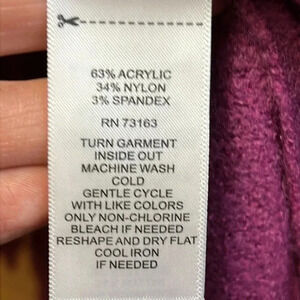 63% ACRYLIC
34% NYLON
3% SPANDEX
RN 73163
TURN GARMENT
INSIDE OUT
MACHINE WASH
COLD
GENTLE CYCLE
WITH LIKE COLORS
ONLY NON-CHLORINE
BLEACH IF NEEDED
RESHAPE AND DRY FLAT
COOL IRON
IF NEEDED